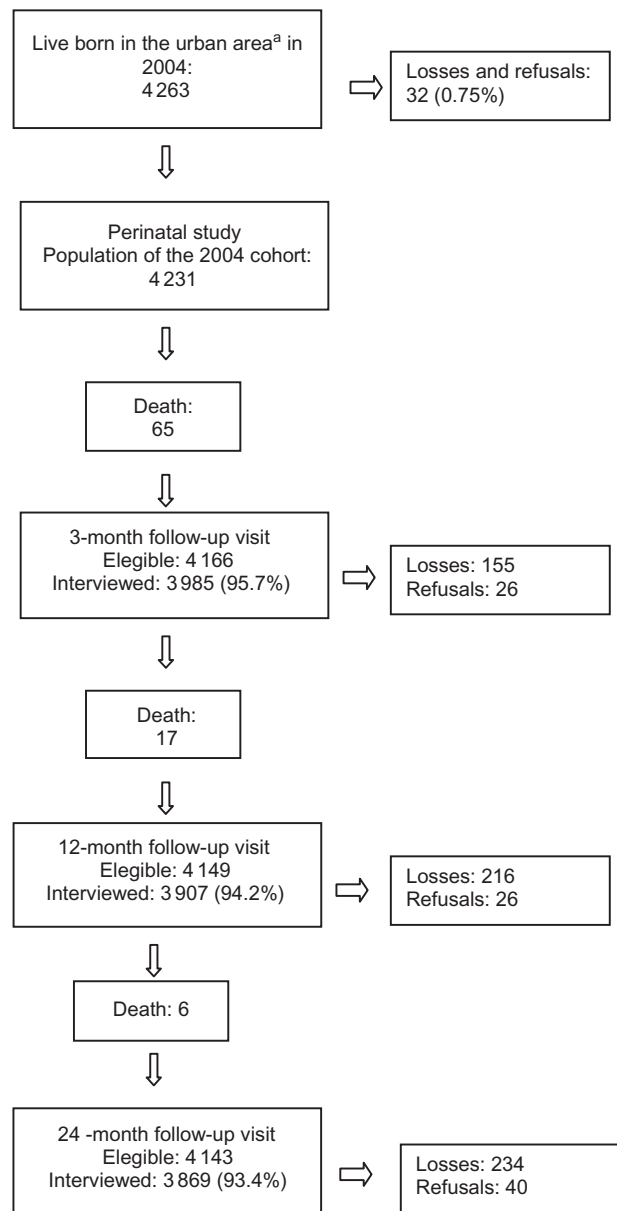 Live born in the urban areaᵃ in
2004:
4 263
Losses and refusals:
32 (0.75%)
Perinatal study
Population of the 2004 cohort:
4 231
Death:
65
3-month follow-up visit
Elegible: 4 166
Interviewed: 3 985 (95.7%)
Losses: 155
Refusals: 26
Death:
17
12-month follow-up visit
Elegible: 4 149
Interviewed: 3 907 (94.2%)
Losses: 216
Refusals: 26
Death: 6
24 -month follow-up visit
Elegible: 4 143
Interviewed: 3 869 (93.4%)
Losses: 234
Refusals: 40